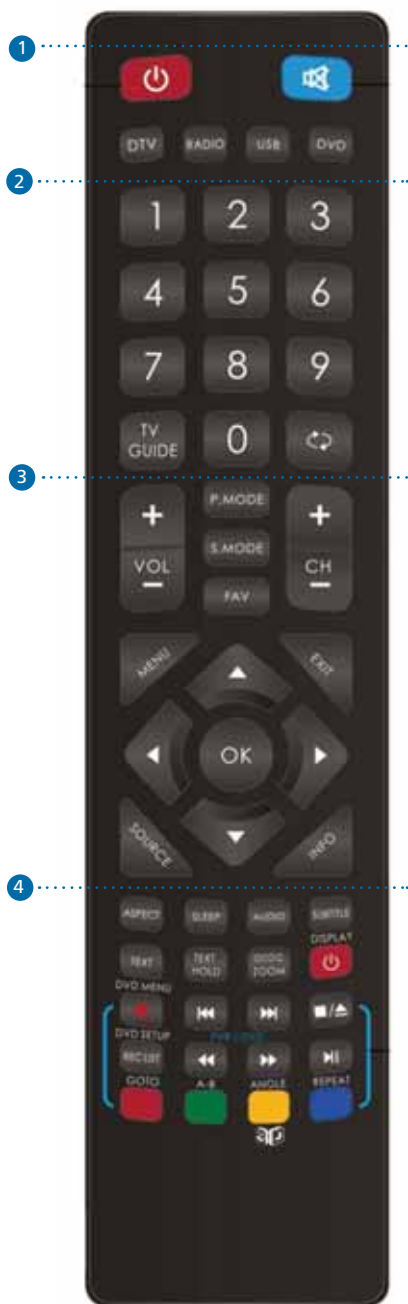 1
DTV RADIO USB DVD
2
1 2 3
4 5 6
7 8 9
TV GUIDE 0
3
+ P.MODE +
S.MODE
VOL CH
− FAV −
MENU EXIT
OK
SOURCE INFO
4
ASPECT SLEEP AUDIO SUBTITLE
DISPLAY
TEXT TEXT HOLD ZOOM
DVD MENU
DVD SETUP
REC LIST
GOTO A-B ANGLE REPEAT